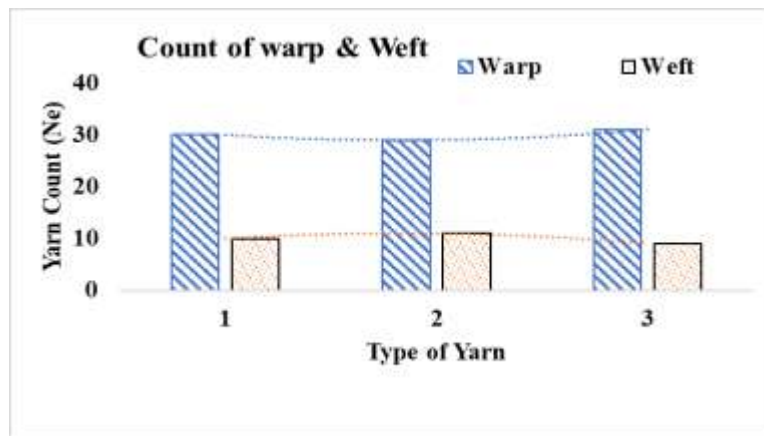 Count of warp & Weft
Warp
Weft
40
30
20
10
0
Yarn Count (Ne)
1
2
3
Type of Yarn